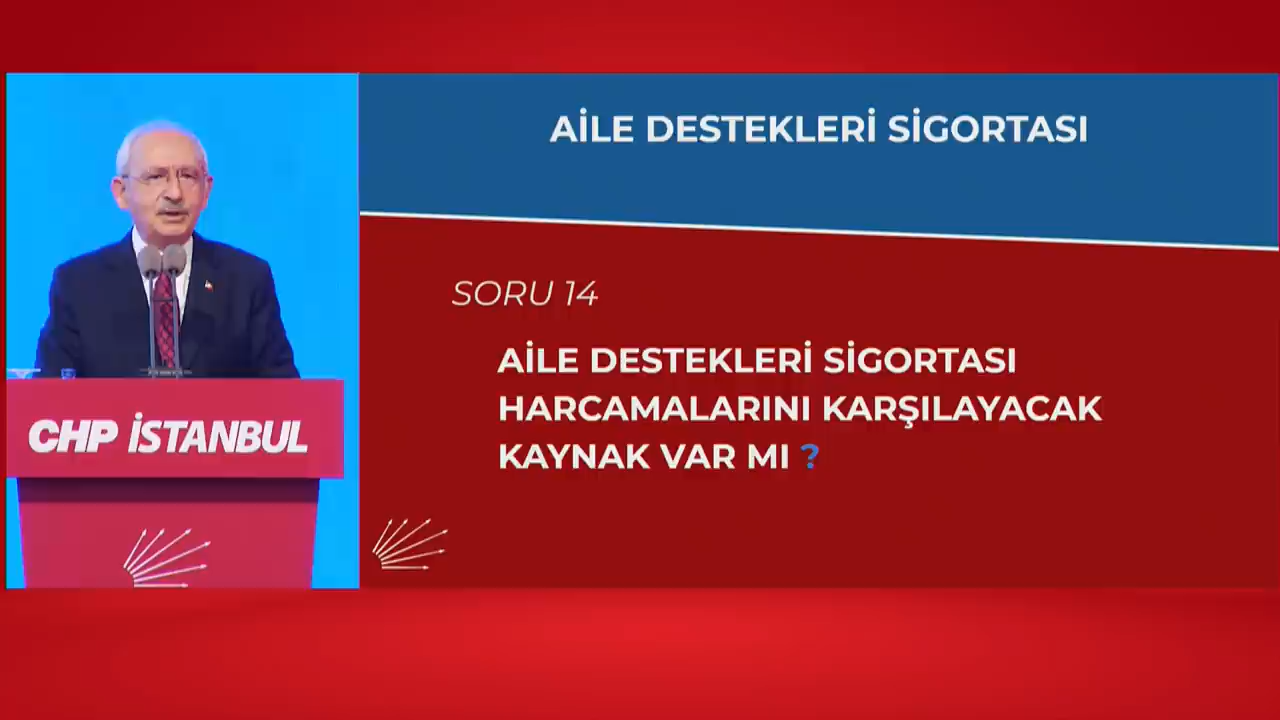 AİLE DESTEKLERİ SİGORTASI
SORU 14
AİLE DESTEKLERİ SİGORTASI
HARCAMALARINI KARŞILAYACAK
KAYNAK VAR MI ?
CHP İSTANBUL